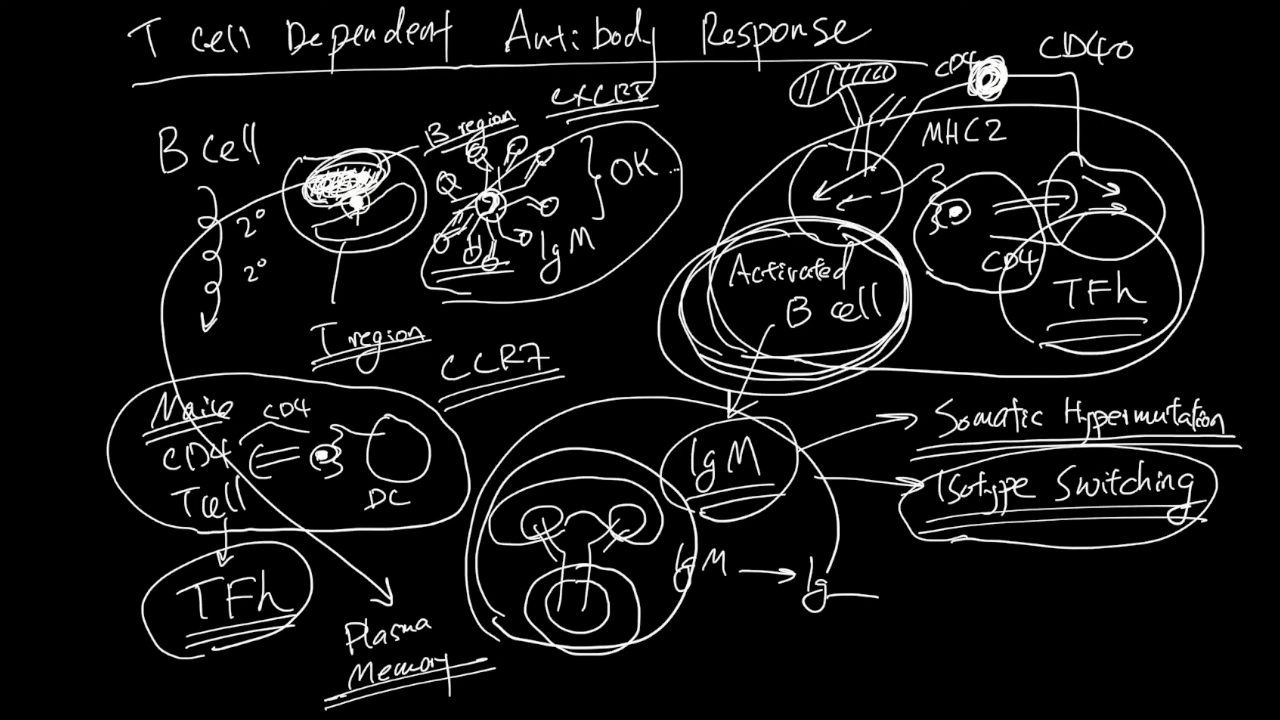 T cell Dependent Antibody Response
B cell
2°
2°
B region
CXCR5
OK...
IgM
T region
CCR7
Naive
CD4
T cell
CD4
DC
TFh
Plasma
Memory
CD4
CD40
MHC2
CD4
TFh
Activated
B cell
IgM
Somatic Hypermutation
Isotype Switching
IgM → Ig__